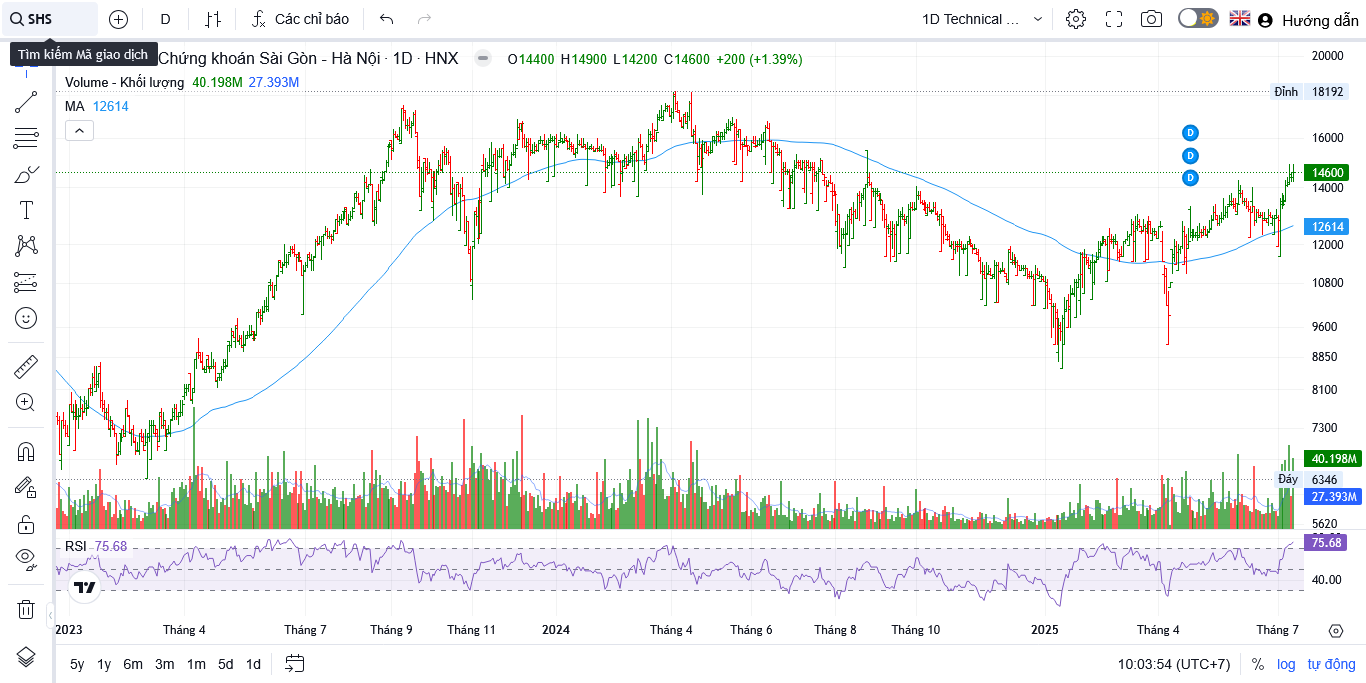 SHS D Các chỉ báo 1D Technical ... Hướng dẫn
Tìm kiếm Mã giao dịch
Chứng khoán Sài Gòn - Hà Nội · 1D · HNX O14400 H14900 L14200 C14600 +200 (+1.39%)
Volume - Khối lượng 40.198M 27.393M
MA 12614
20000
Đỉnh 18192
16000
D
D
D
14600
14000
12614
12000
10800
9600
8850
8100
7300
40.198M
Đáy 6346
27.393M
5620
RSI 75.68
75.68
40.00
2023 Tháng 4 Tháng 7 Tháng 9 Tháng 11 2024 Tháng 4 Tháng 6 Tháng 8 Tháng 10 2025 Tháng 4 Tháng 7
5y 1y 6m 3m 1m 5d 1d 10:03:54 (UTC+7) % log tự động